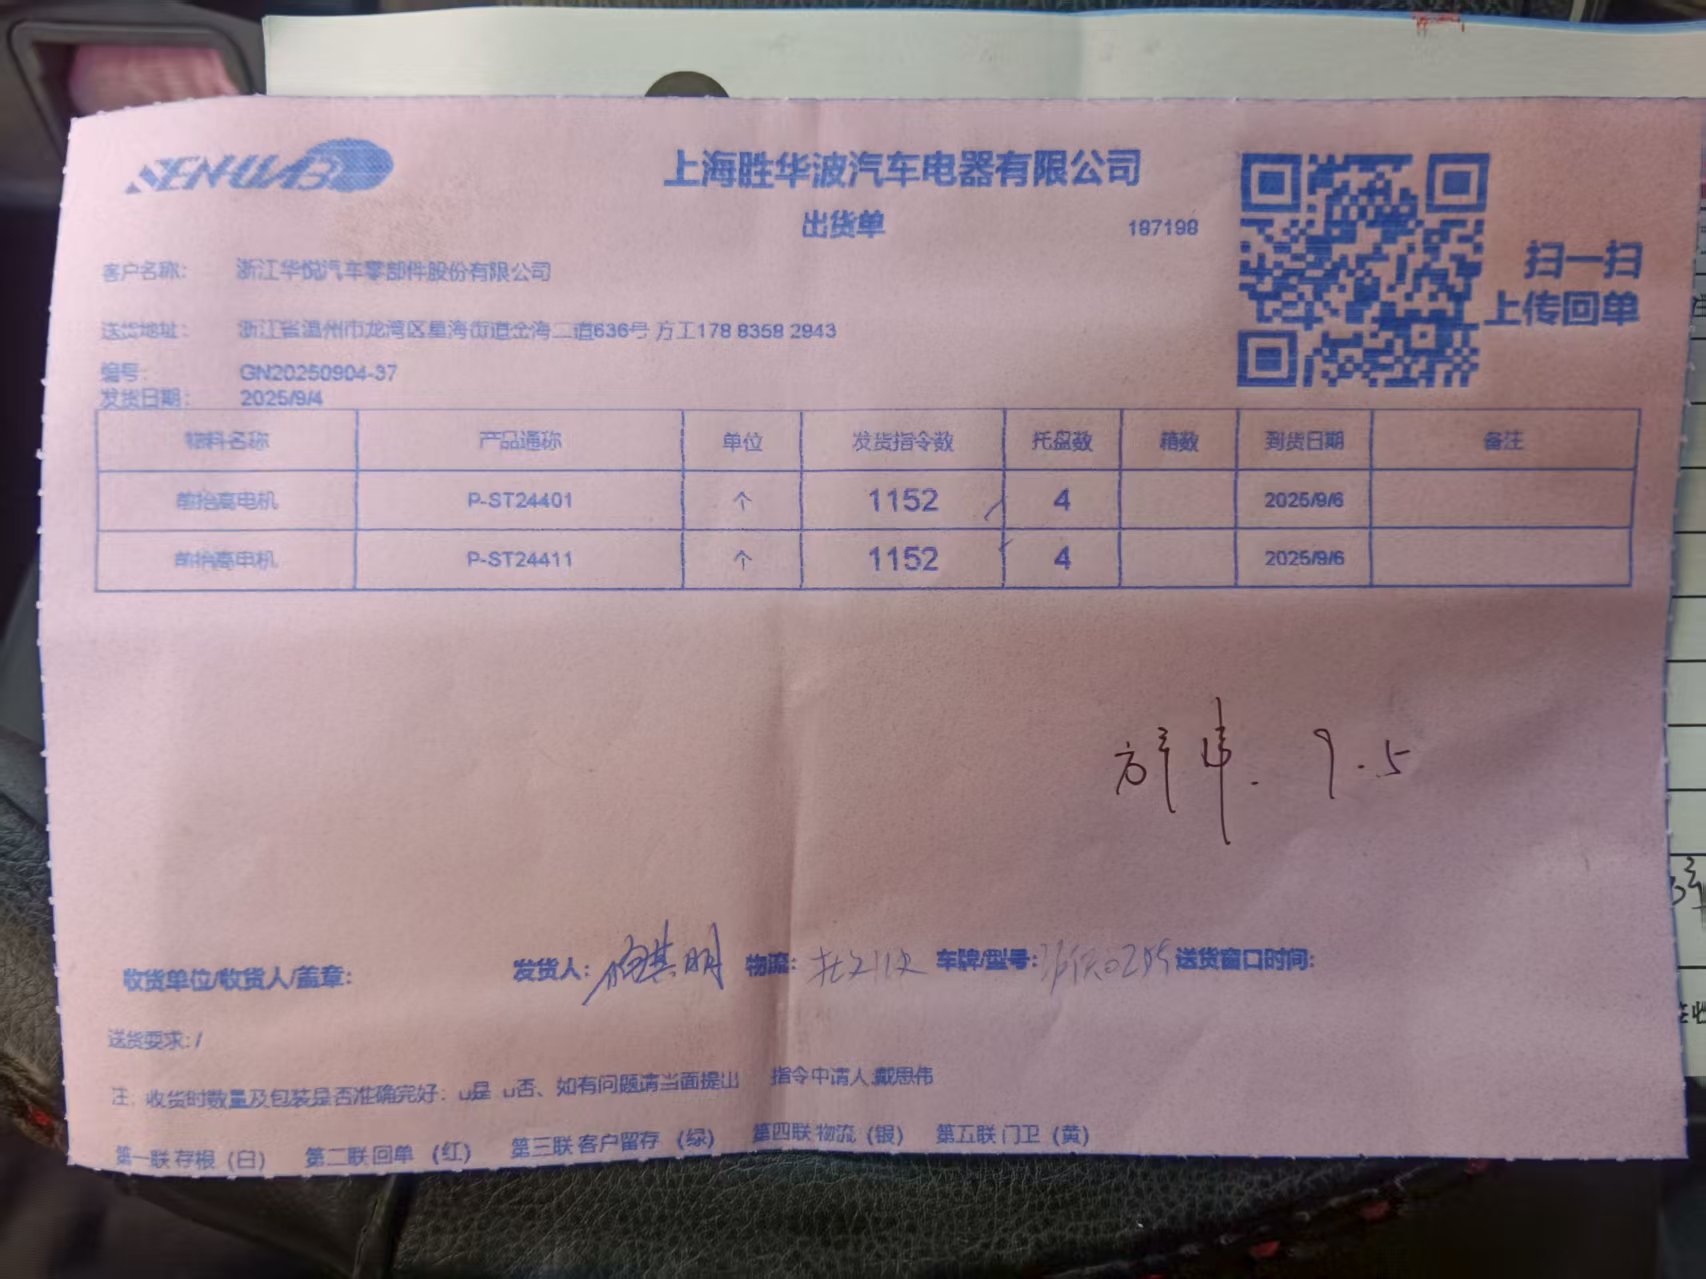 SENHUAB
上海胜华波汽车电器有限公司
出货单
187198
扫一扫
上传回单
客户名称： 浙江华悦汽车零部件股份有限公司
送货地址： 浙江省温州市龙湾区星海街道金海二道636号 方工178 8358 2943
编号： GN20250904-37
发货日期： 2025/9/4
物料名称 产品通称 单位 发货指令数 托盘数 箱数 到货日期 备注
前抬高电机 P-ST24401 个 1152 4 2025/9/6
前抬高电机 P-ST24411 个 1152 4 2025/9/6
9.5
收货单位/收货人/盖章： 发货人： 物流： 车牌/型号： 送货窗口时间：
送货要求：/
注：收货时数量及包装是否准确完好：u是 u否、如有问题请当面提出 指令申请人:戴思伟
第一联存根（白） 第二联回单 （红） 第三联客户留存 （绿） 第四联物流（银） 第五联门卫（黄）